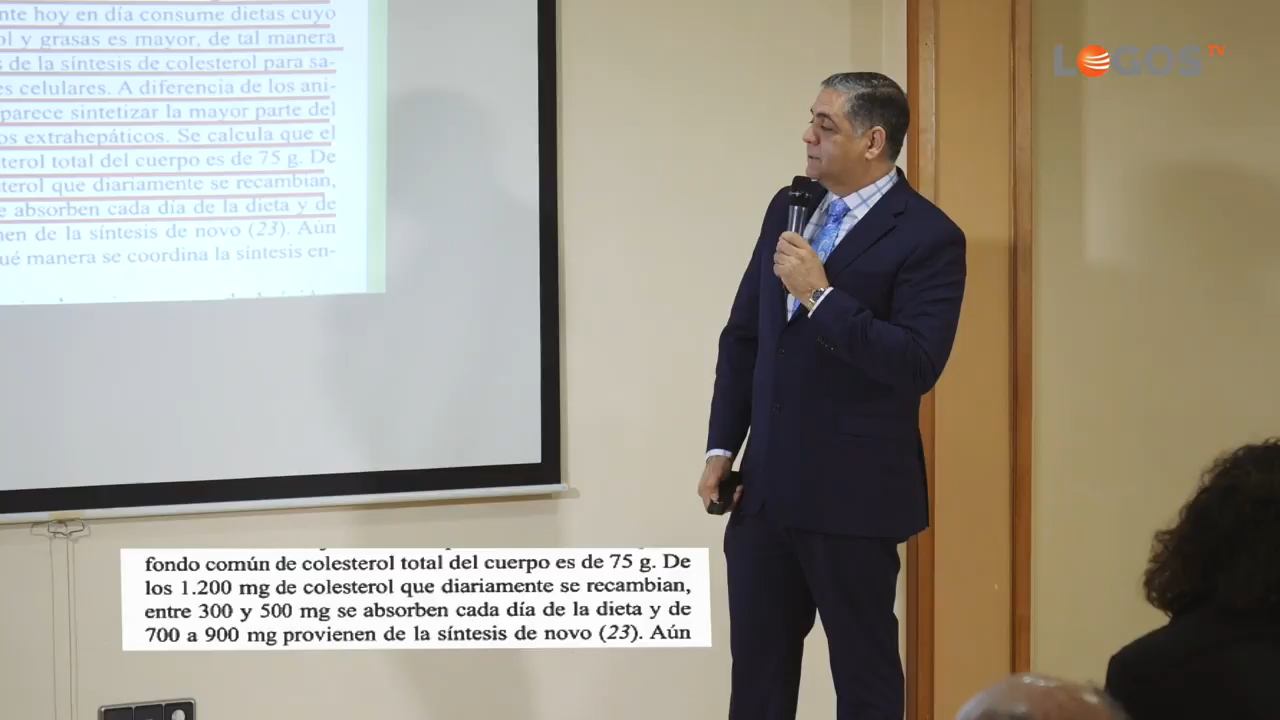 nte hoy en día consume dietas cuyo
ol y grasas es mayor, de tal manera
s de la síntesis de colesterol para sa-
es celulares. A diferencia de los ani-
parece sintetizar la mayor parte del
os extrahepáticos. Se calcula que el
sterol total del cuerpo es de 75 g. De
sterol que diariamente se recambian,
e absorben cada día de la dieta y de
nen de la síntesis de novo (23). Aún
ué manera se coordina la síntesis en-
LOGOS TV
fondo común de colesterol total del cuerpo es de 75 g. De
los 1.200 mg de colesterol que diariamente se recambian,
entre 300 y 500 mg se absorben cada día de la dieta y de
700 a 900 mg provienen de la síntesis de novo (23). Aún